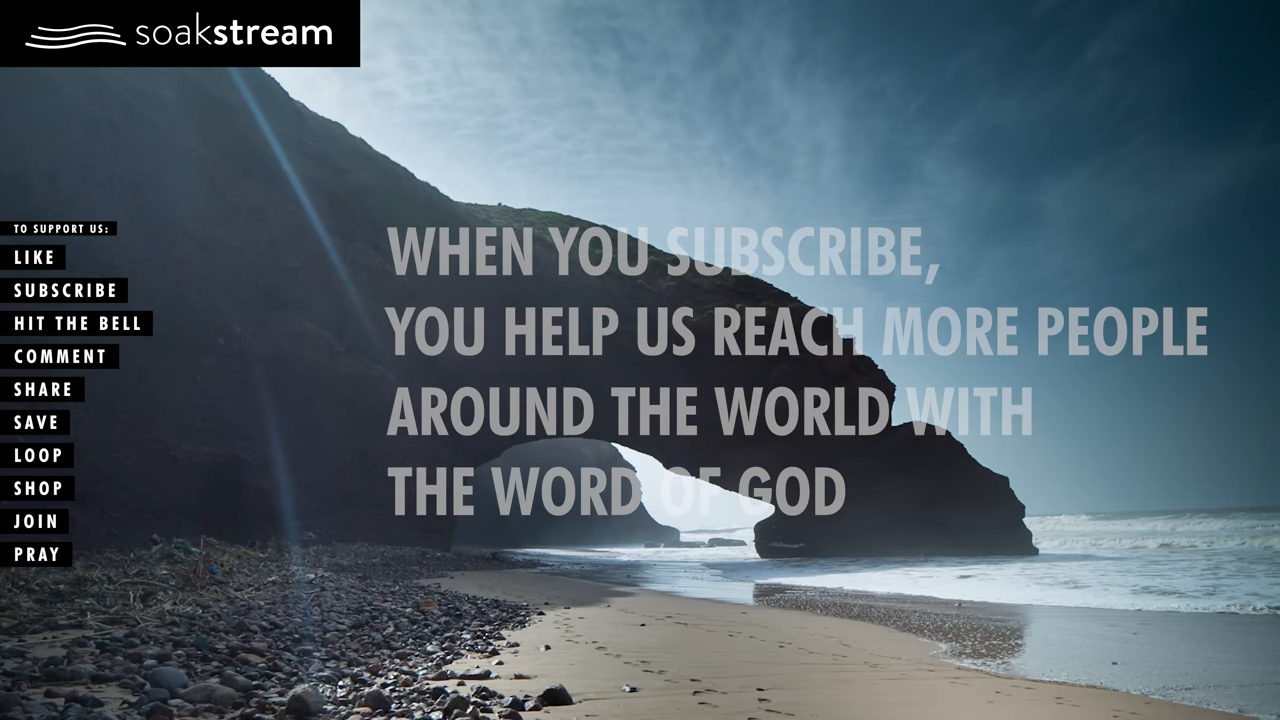 soakstream
TO SUPPORT US:
LIKE
SUBSCRIBE
HIT THE BELL
COMMENT
SHARE
SAVE
LOOP
SHOP
JOIN
PRAY
WHEN YOU SUBSCRIBE,
YOU HELP US REACH MORE PEOPLE
AROUND THE WORLD WITH
THE WORD OF GOD